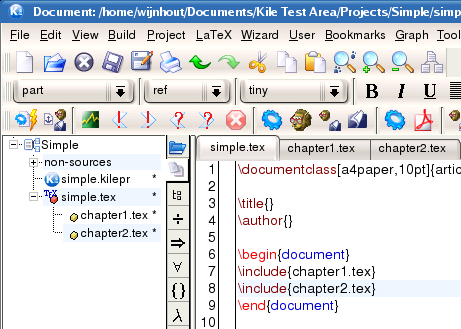 Document: /home/wijnhout/Documents/Kile Test Area/Projects/Simple/simp
File Edit View Build Project LaTeX Wizard User Bookmarks Graph Tool
part ref tiny B I U
Simple
non-sources
simple.kilepr *
simple.tex *
chapter1.tex *
chapter2.tex *
simple.tex chapter1.tex chapter2.tex
1 \documentclass[a4paper,10pt]{artic
2
3 \title{}
4 \author{}
5
6 \begin{document}
7 \include{chapter1.tex}
8 \include{chapter2.tex}
9 \end{document}
10